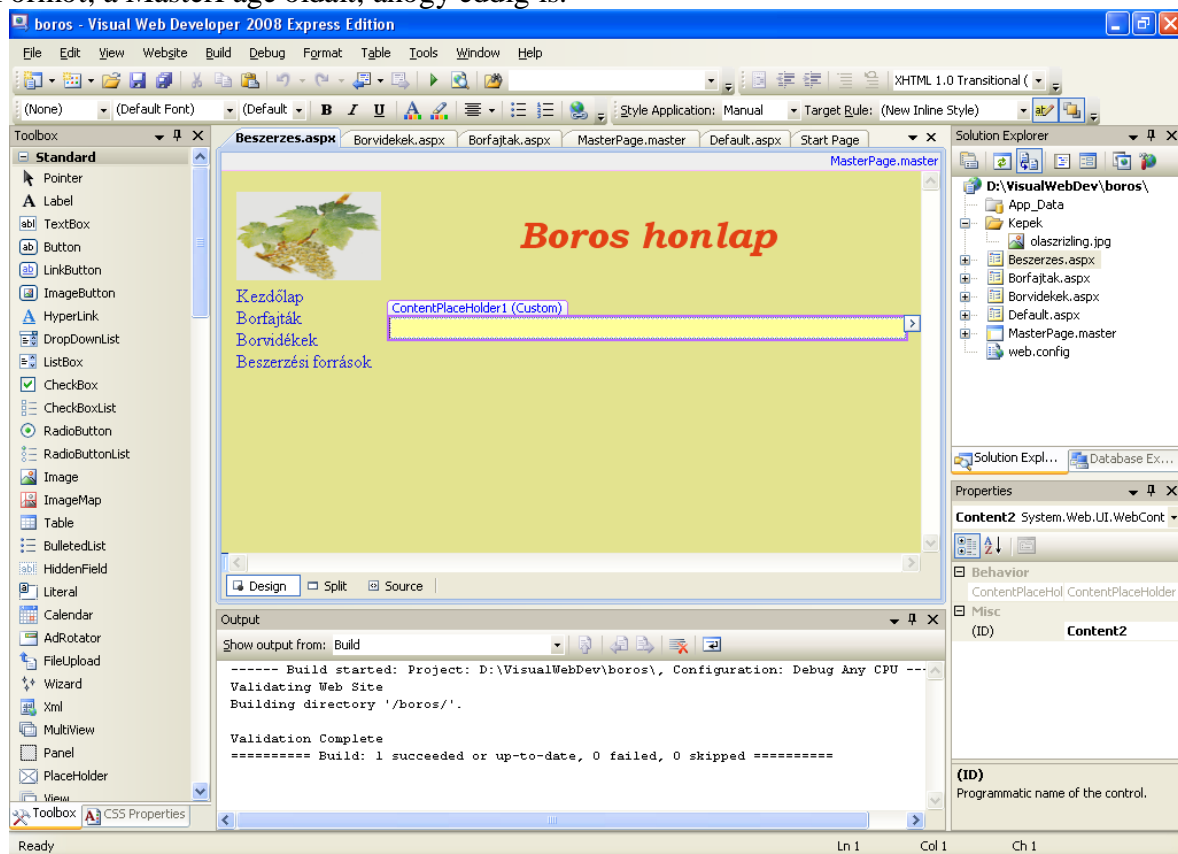 Formot, a MasterPage oldalt, ahogy eddig is.
boros - Visual Web Developer 2008 Express Edition
File Edit View Website Build Debug Format Table Tools Window Help
XHTML 1.0 Transitional (
(None) (Default Font) (Default B I U A Style Application: Manual Target Rule: (New Inline Style)
Toolbox
Standard
Pointer
A Label
TextBox
Button
LinkButton
ImageButton
A HyperLink
DropDownList
ListBox
CheckBox
CheckBoxList
RadioButton
RadioButtonList
Image
ImageMap
Table
BulletedList
HiddenField
Literal
Calendar
AdRotator
FileUpload
Wizard
Xml
MultiView
Panel
PlaceHolder
View
Toolbox CSS Properties
Beszerzes.aspx Borvidekek.aspx Borfajtak.aspx MasterPage.master Default.aspx Start Page
MasterPage.master
Boros honlap
Kezdőlap
Borfajták
Borvidékek
Beszerzési források
ContentPlaceHolder1 (Custom)
Design Split Source
Output
Show output from: Build
------ Build started: Project: D:\VisualWebDev\boros\, Configuration: Debug Any CPU ---
Validating Web Site
Building directory '/boros/'.
Validation Complete
========== Build: 1 succeeded or up-to-date, 0 failed, 0 skipped ==========
Solution Explorer
D:\VisualWebDev\boros\
App_Data
Kepek
olaszrizling.jpg
Beszerzes.aspx
Borfajtak.aspx
Borvidekek.aspx
Default.aspx
MasterPage.master
web.config
Solution Expl... Database Ex...
Properties
Content2 System.Web.UI.WebCont
Behavior
ContentPlaceHol ContentPlaceHolder
Misc
(ID) Content2
(ID)
Programmatic name of the control.
Ready Ln 1 Col 1 Ch 1